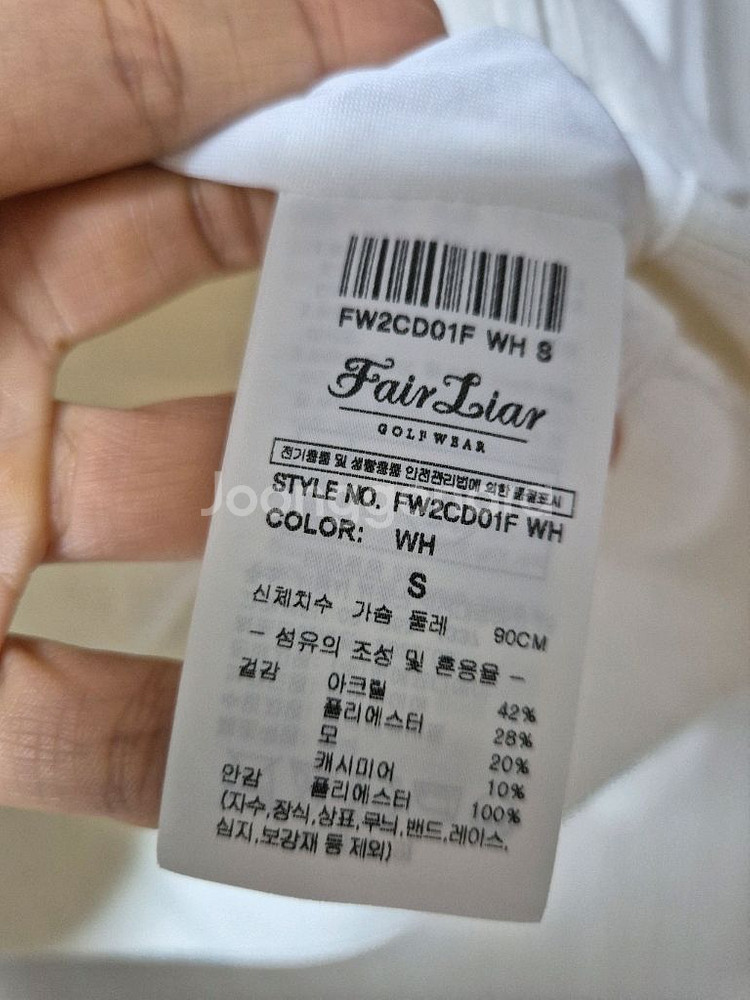 FW2CD01F WH S
Fair Liar
GOLF WEAR
전기용품 및 생활용품 안전관리법에 의한 품질표시
STYLE NO. FW2CD01F WH
COLOR: WH
S
신체치수 가슴 둘레 90CM
- 섬유의 조성 및 혼용율 -
겉감 아크릴 42%
폴리에스터 28%
모 20%
캐시미어 10%
안감 폴리에스터 100%
(자수,장식,상표,무늬,밴드,레이스,
심지,보강재 등 제외)